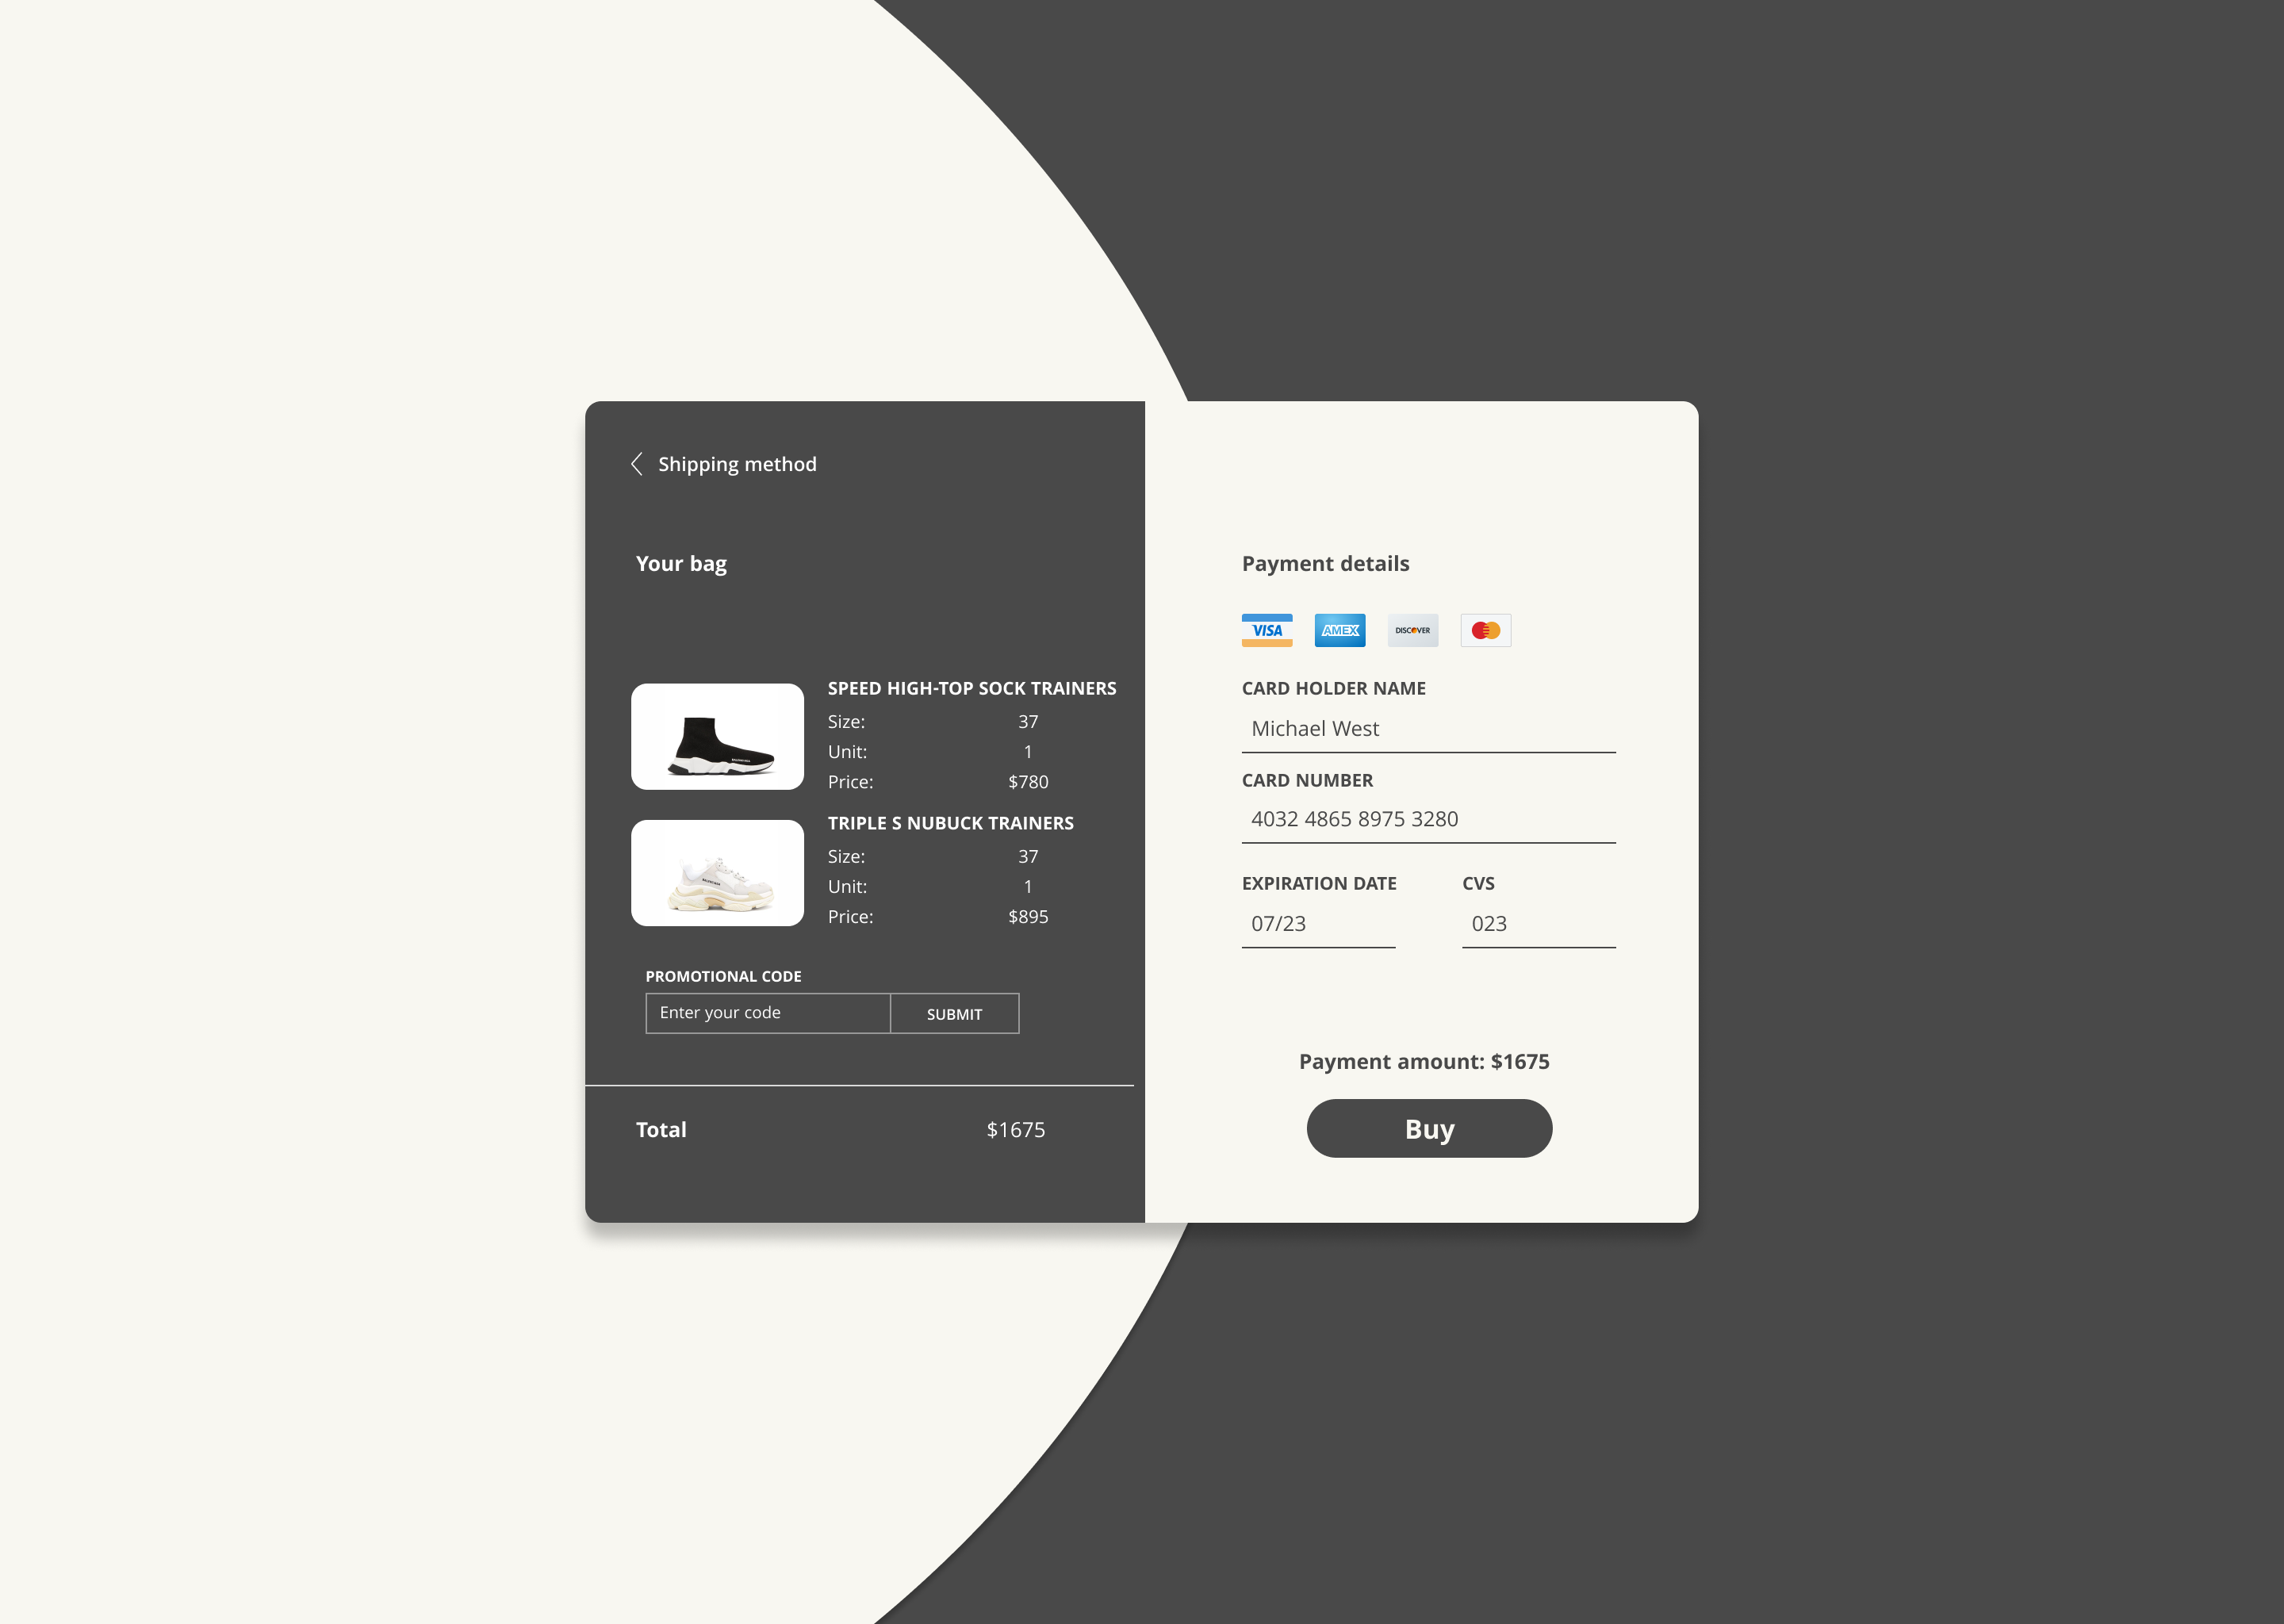 Shipping method
Your bag
SPEED HIGH-TOP SOCK TRAINERS
Size: 37
Unit: 1
Price: $780
TRIPLE S NUBUCK TRAINERS
Size: 37
Unit: 1
Price: $895
PROMOTIONAL CODE
Enter your code SUBMIT
Total $1675
Payment details
VISA AMEX DISCOVER
CARD HOLDER NAME
Michael West
CARD NUMBER
4032 4865 8975 3280
EXPIRATION DATE CVS
07/23 023
Payment amount: $1675
Buy